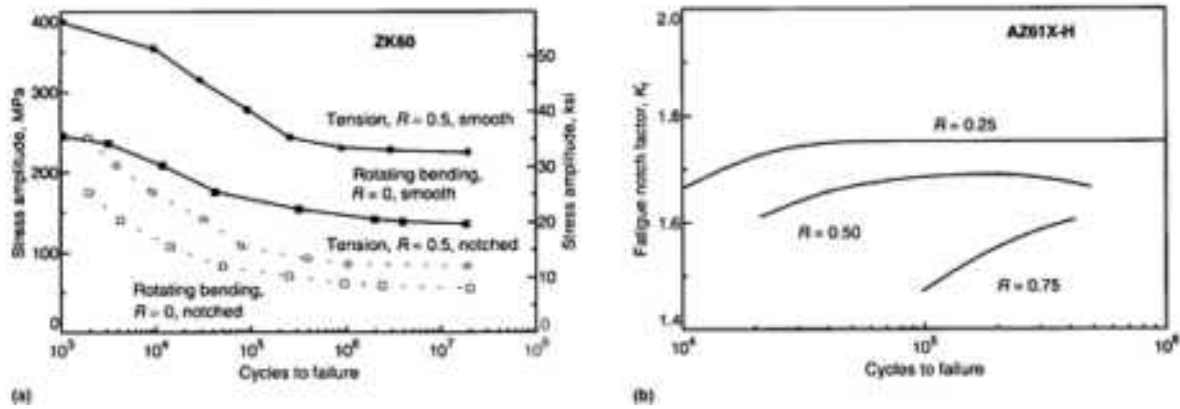 ZK60
Stress amplitude, MPa
400
300
200
150
100
50
0
Tension, R = 0.5, smooth
Rotating bending,
R = 0, smooth
Tension, R = 0.5, notched
Rotating bending,
R = 0, notched
50
40
30
20
10
0
Stress amplitude, ksi
10³ 10⁴ 10⁵ 10⁶ 10⁷ 10⁸
Cycles to failure
(a)
AZ61X-H
Fatigue notch factor, Kf
2.0
1.8
1.6
1.4
R = 0.25
R = 0.50
R = 0.75
10⁴ 10⁵ 10⁶
Cycles to failure
(b)